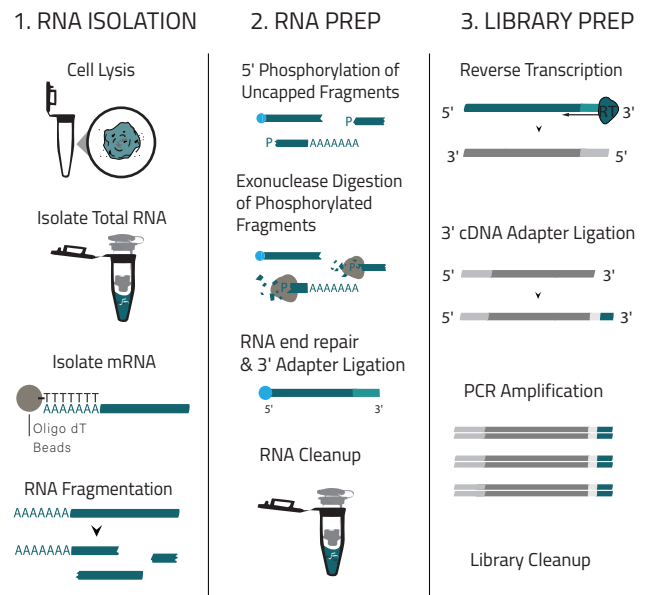 1. RNA ISOLATION
Cell Lysis
Isolate Total RNA
Isolate mRNA
TTTTTTT
AAAAAAA
Oligo dT
Beads
RNA Fragmentation
AAAAAAA
AAAAAAA
2. RNA PREP
5' Phosphorylation of
Uncapped Fragments
P
P AAAAAAA
Exonuclease Digestion
of Phosphorylated
Fragments
P
P AAAAAAA
RNA end repair
& 3' Adapter Ligation
5' 3'
RNA Cleanup
3. LIBRARY PREP
Reverse Transcription
5' RT 3'
3' 5'
3' cDNA Adapter Ligation
5' 3'
5' 3'
PCR Amplification
Library Cleanup